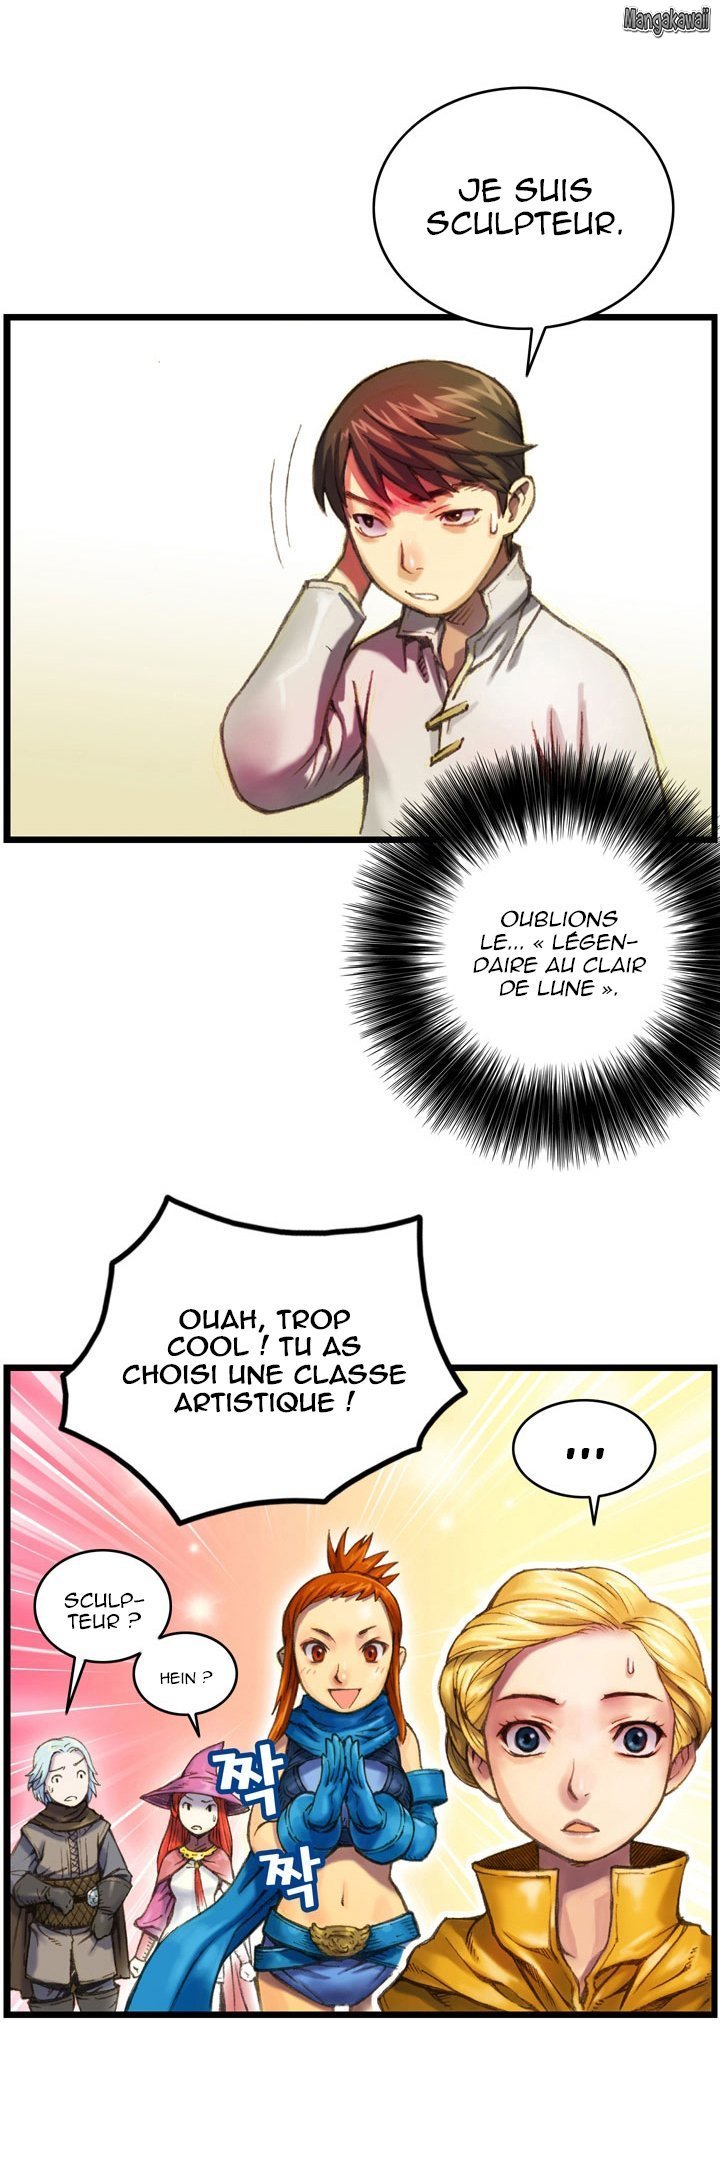 Mangakawaii
JE SUIS
SCULPTEUR.
OUBLIONS
LE... « LÉGEN-
DAIRE AU CLAIR
DE LUNE ».
OUAH, TROP
COOL ! TU AS
CHOISI UNE CLASSE
ARTISTIQUE !
...
SCULP-
TEUR ?
HEIN ?
짝
짝